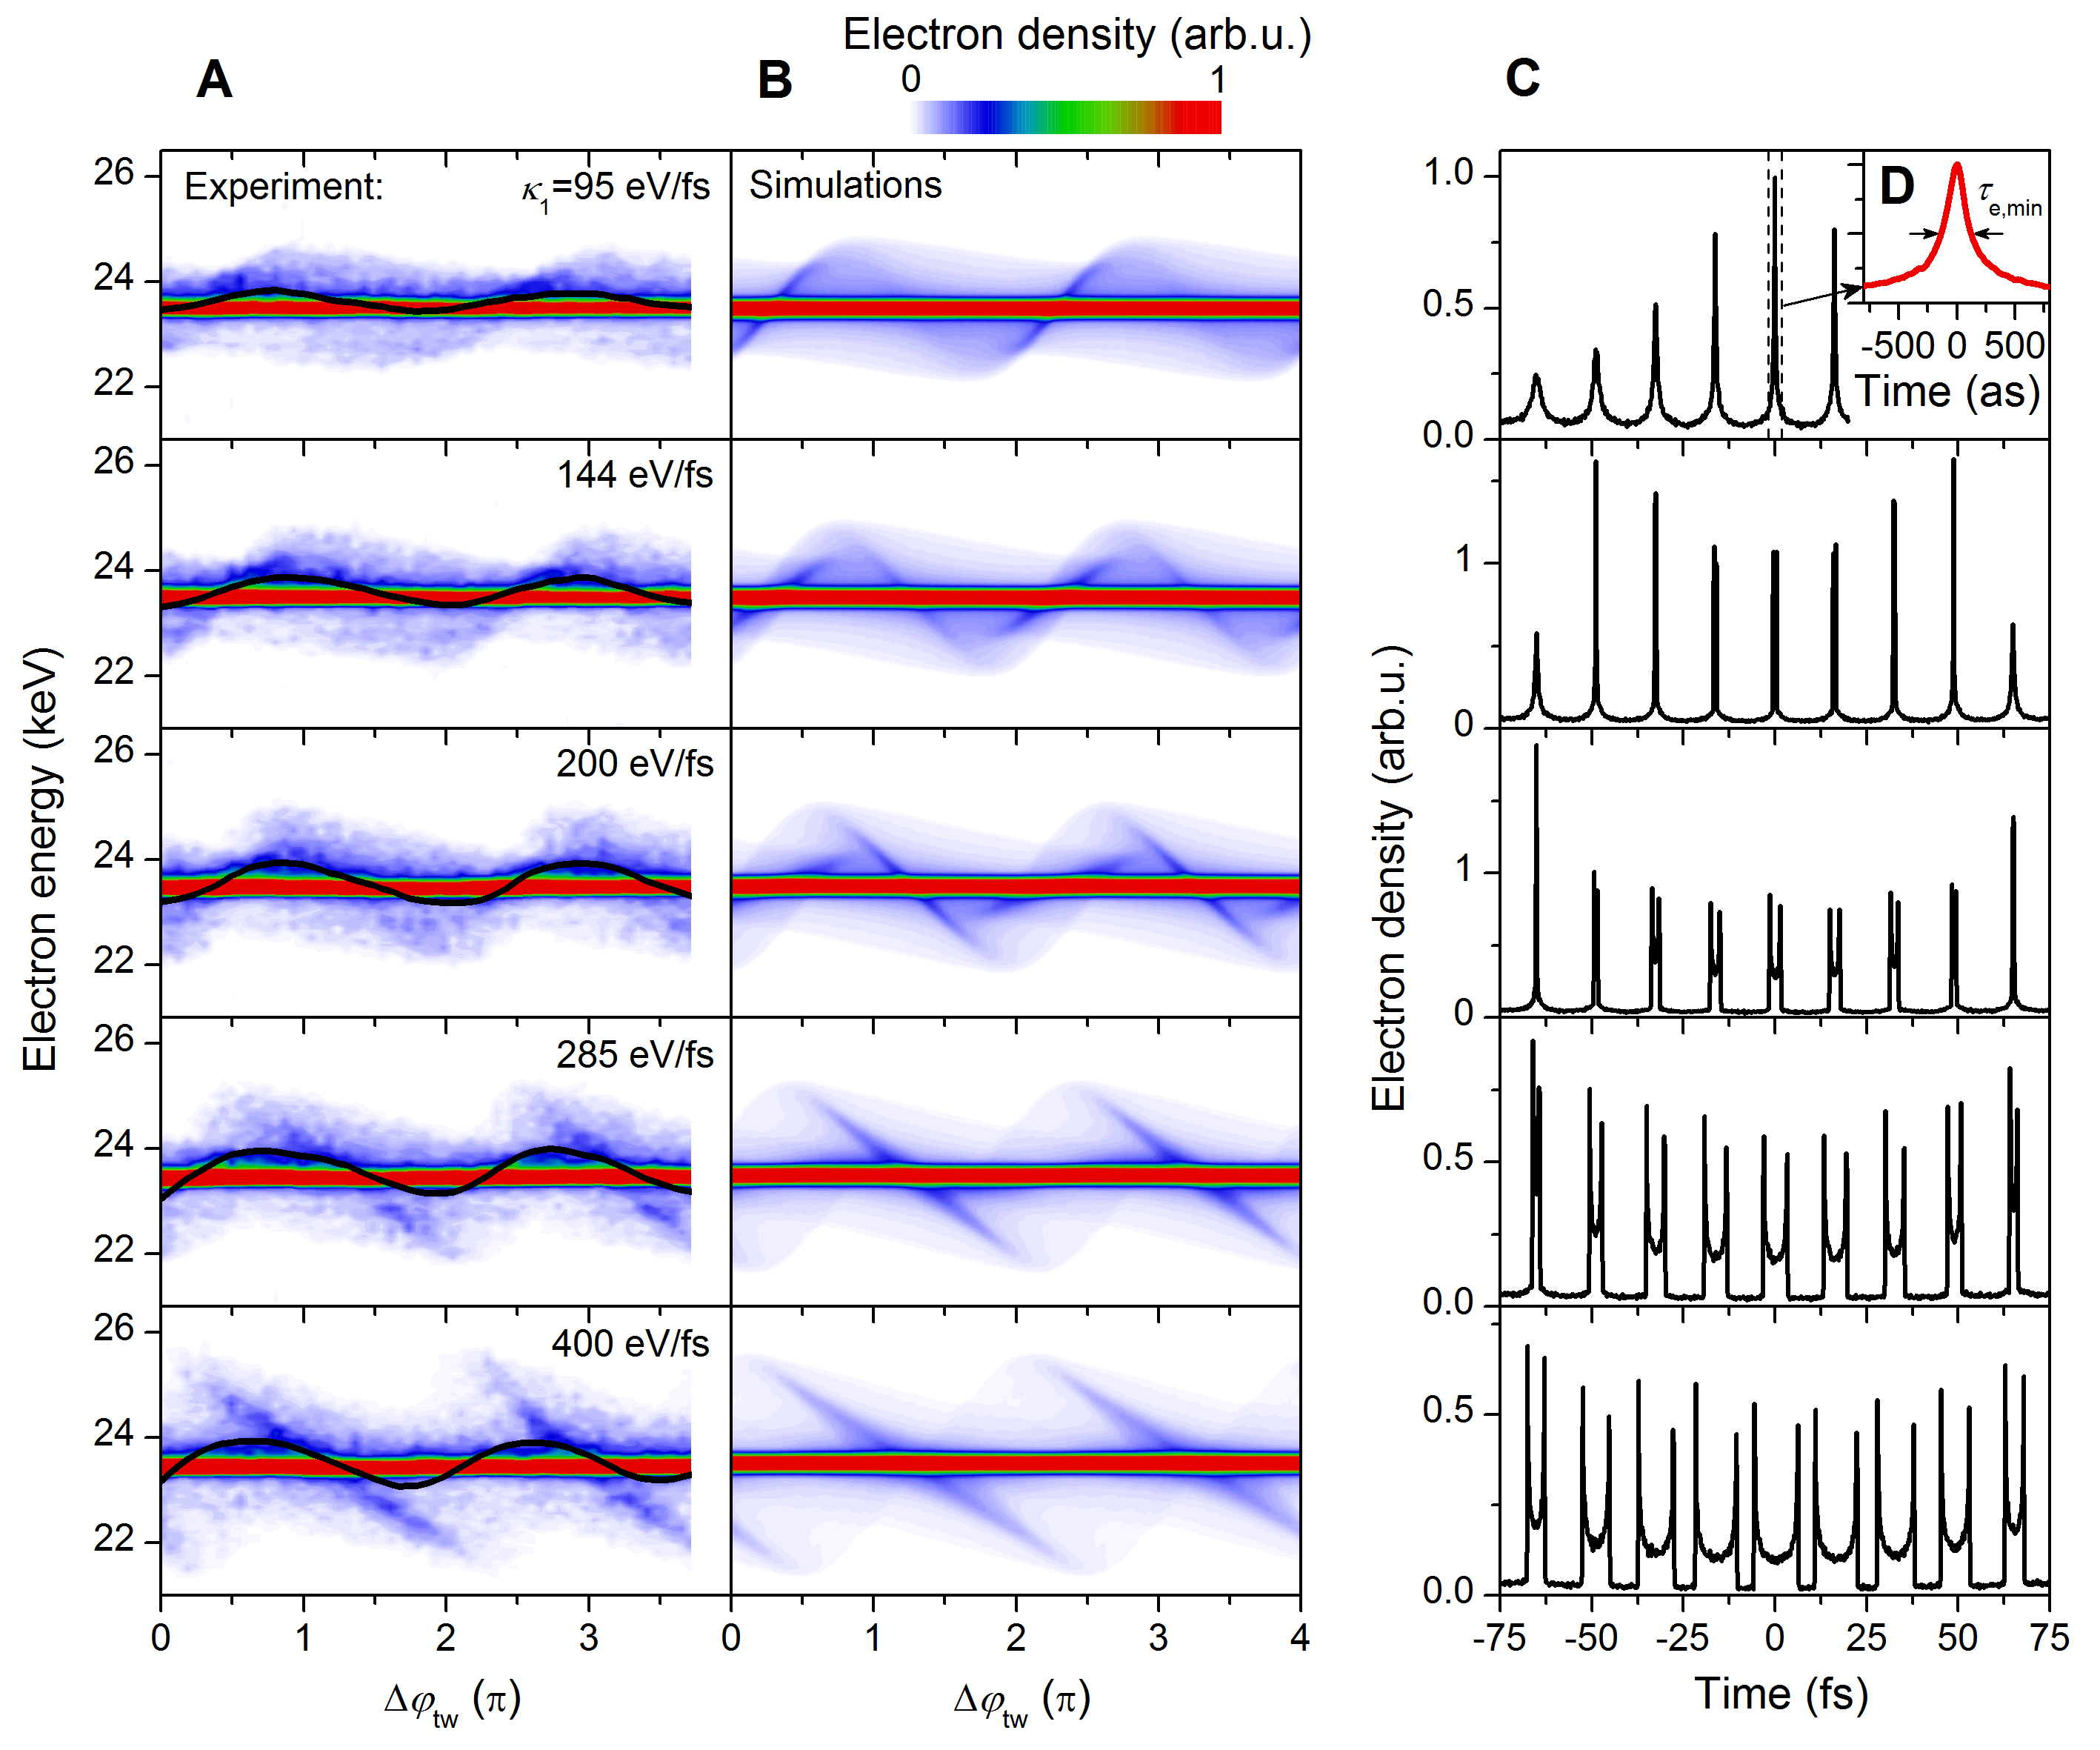 Electron density (arb.u.)
A
B
0
1
C
Experiment:
κ1=95 eV/fs
Simulations
26
24
22
1.0
0.5
0.0
D
τe,min
-500 0 500
Time (as)
144 eV/fs
26
24
22
1
0
200 eV/fs
26
24
22
1
0
285 eV/fs
26
24
22
0.5
0.0
400 eV/fs
26
24
22
0.5
0.0
Electron energy (keV)
Electron density (arb.u.)
0 1 2 3
0 1 2 3 4
-75 -50 -25 0 25 50 75
Δφtw (π)
Δφtw (π)
Time (fs)